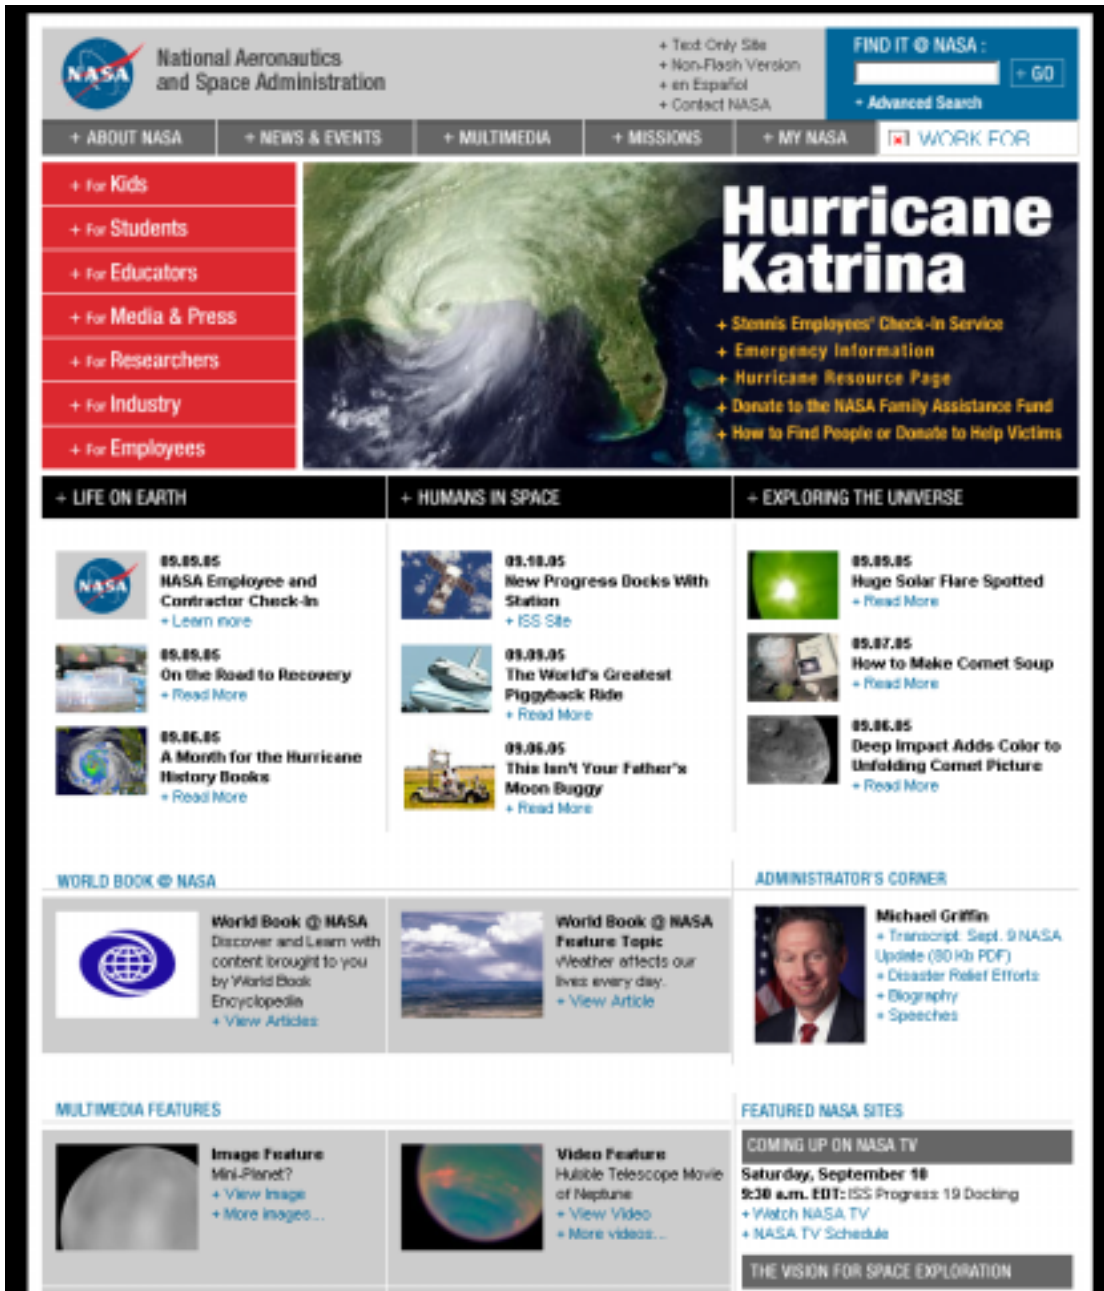 NASA
National Aeronautics
and Space Administration
+ Text Only Site
+ Non-Flash Version
+ en Español
+ Contact NASA
FIND IT @ NASA :
+ GO
+ Advanced Search
+ ABOUT NASA
+ NEWS & EVENTS
+ MULTIMEDIA
+ MISSIONS
+ MY NASA
WORK FOR
+ For Kids
+ For Students
+ For Educators
+ For Media & Press
+ For Researchers
+ For Industry
+ For Employees
Hurricane
Katrina
+ Stennis Employees' Check-In Service
+ Emergency Information
+ Hurricane Resource Page
+ Donate to the NASA Family Assistance Fund
+ How to Find People or Donate to Help Victims
+ LIFE ON EARTH
NASA
09.09.05
NASA Employee and
Contractor Check-In
+ Learn more
09.09.05
On the Road to Recovery
+ Read More
09.06.05
A Month for the Hurricane
History Books
+ Read More
+ HUMANS IN SPACE
09.10.05
New Progress Docks With
Station
+ ISS Site
09.09.05
The World's Greatest
Piggyback Ride
+ Read More
09.06.05
This Isn't Your Father's
Moon Buggy
+ Read More
+ EXPLORING THE UNIVERSE
09.09.05
Huge Solar Flare Spotted
+ Read More
09.07.05
How to Make Comet Soup
+ Read More
09.06.05
Deep Impact Adds Color to
Unfolding Comet Picture
+ Read More
WORLD BOOK @ NASA
World Book @ NASA
Discover and Learn with
content brought to you
by World Book
Encyclopedia
+ View Articles
World Book @ NASA
Feature Topic
Weather affects our
lives every day.
+ View Article
ADMINISTRATOR'S CORNER
Michael Griffin
+ Transcript: Sept. 9 NASA
Update (80 Kb PDF)
+ Disaster Relief Efforts
+ Biography
+ Speeches
MULTIMEDIA FEATURES
Image Feature
Mini-Planet?
+ View Image
+ More images...
Video Feature
Hubble Telescope Movie
of Neptune
+ View Video
+ More videos...
FEATURED NASA SITES
COMING UP ON NASA TV
Saturday, September 10
9:30 a.m. EDT: ISS Progress 19 Docking
+ Watch NASA TV
+ NASA TV Schedule
THE VISION FOR SPACE EXPLORATION